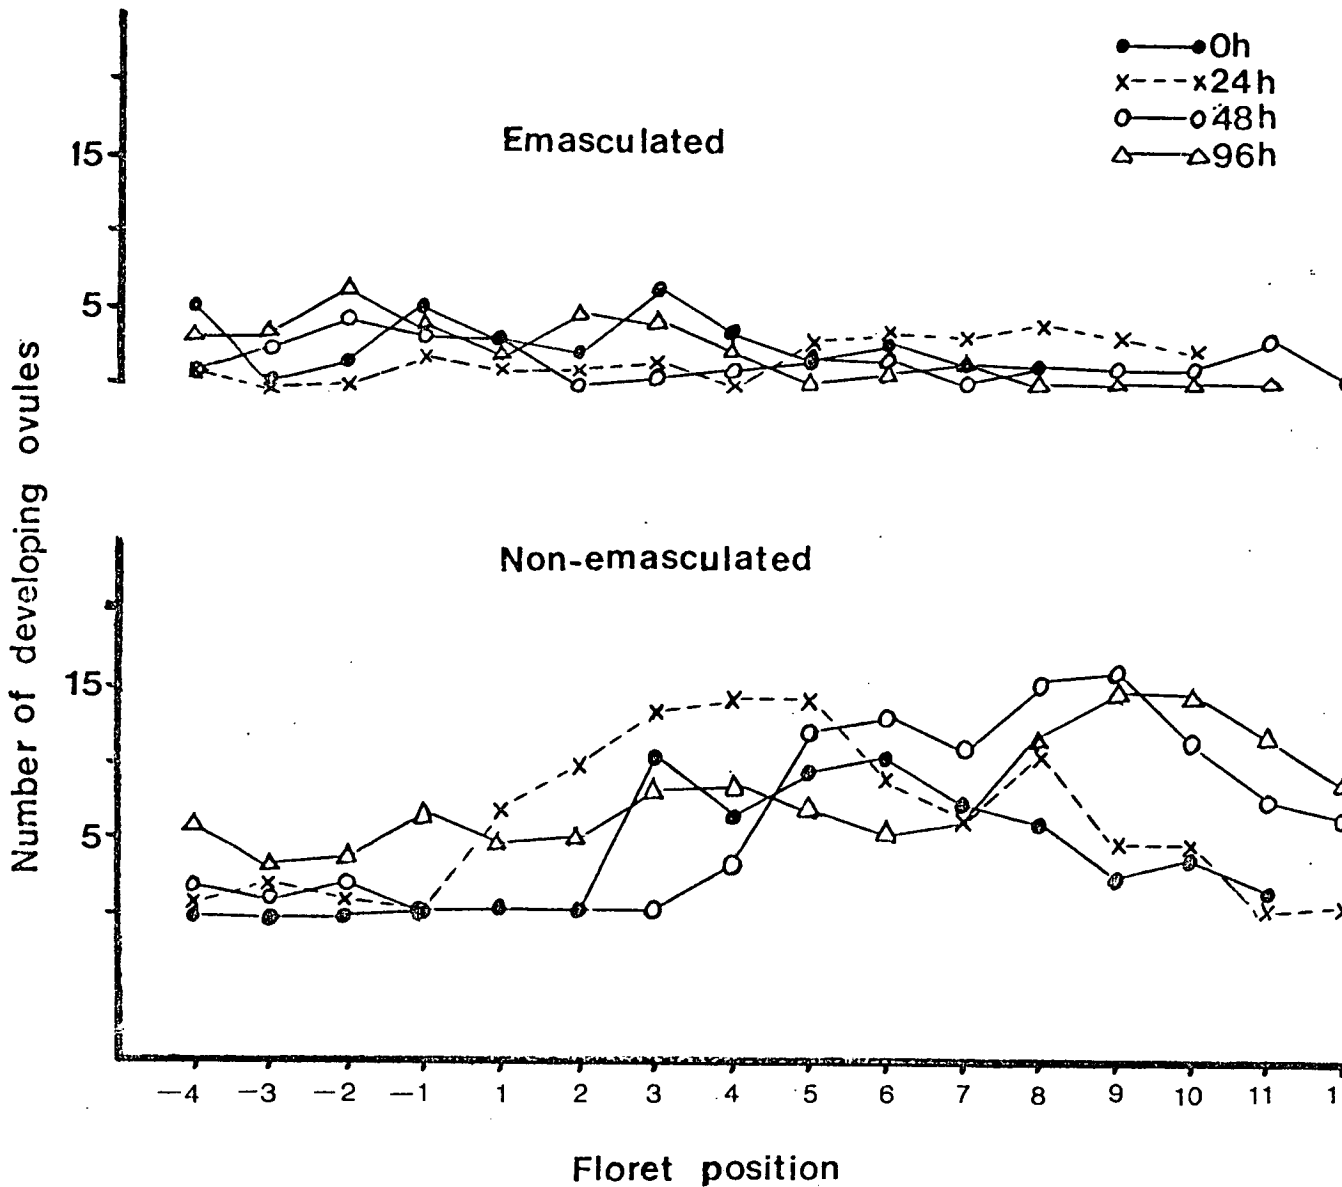 0h
24h
48h
96h
Emasculated
15
5
Non-emasculated
15
5
Number of developing ovules
-4 -3 -2 -1 1 2 3 4 5 6 7 8 9 10 11
Floret position